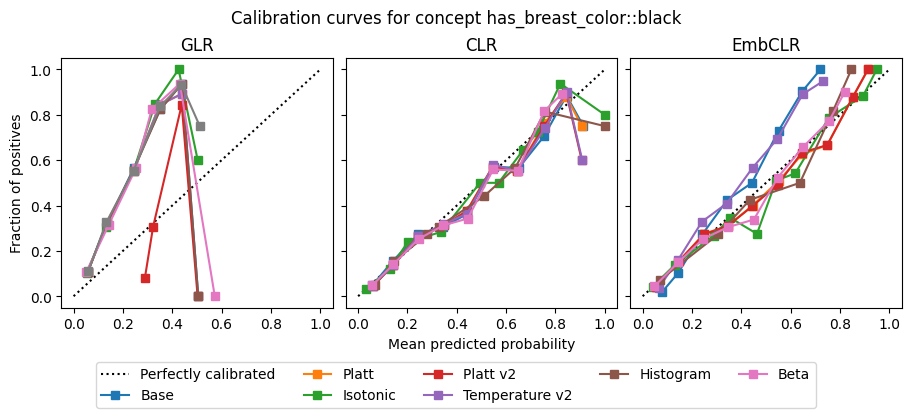 Calibration curves for concept has_breast_color::black
GLR
CLR
EmbCLR
Fraction of positives
1.0
0.8
0.6
0.4
0.2
0.0
0.0 0.2 0.4 0.6 0.8 1.0
0.0 0.2 0.4 0.6 0.8 1.0
0.0 0.2 0.4 0.6 0.8 1.0
Mean predicted probability
Perfectly calibrated
Base
Platt
Isotonic
Platt v2
Temperature v2
Histogram
Beta